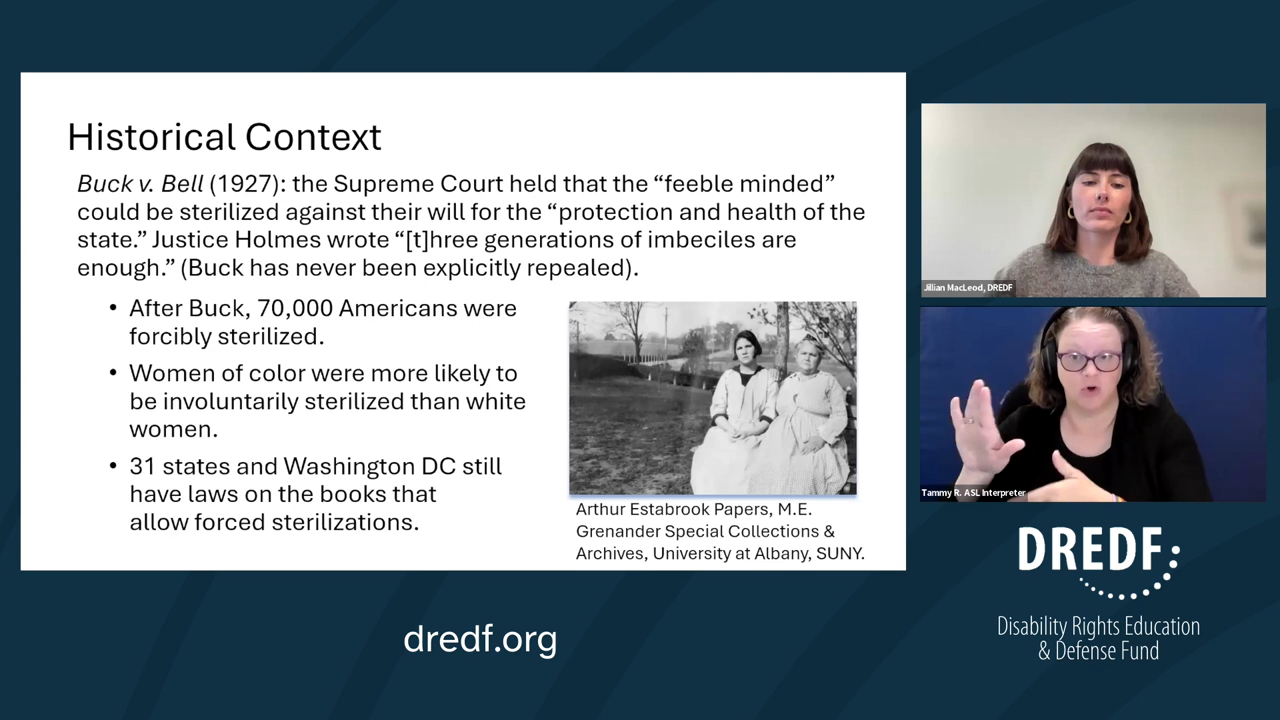 Historical Context
Buck v. Bell (1927): the Supreme Court held that the “feeble minded”
could be sterilized against their will for the “protection and health of the
state.” Justice Holmes wrote “[t]hree generations of imbeciles are
enough.” (Buck has never been explicitly repealed).
• After Buck, 70,000 Americans were
forcibly sterilized.
• Women of color were more likely to
be involuntarily sterilized than white
women.
• 31 states and Washington DC still
have laws on the books that
allow forced sterilizations.
Arthur Estabrook Papers, M.E.
Grenander Special Collections &
Archives, University at Albany, SUNY.
Jillian MacLeod, DREDF
Tammy R. ASL Interpreter
DREDF
Disability Rights Education
& Defense Fund
dredf.org